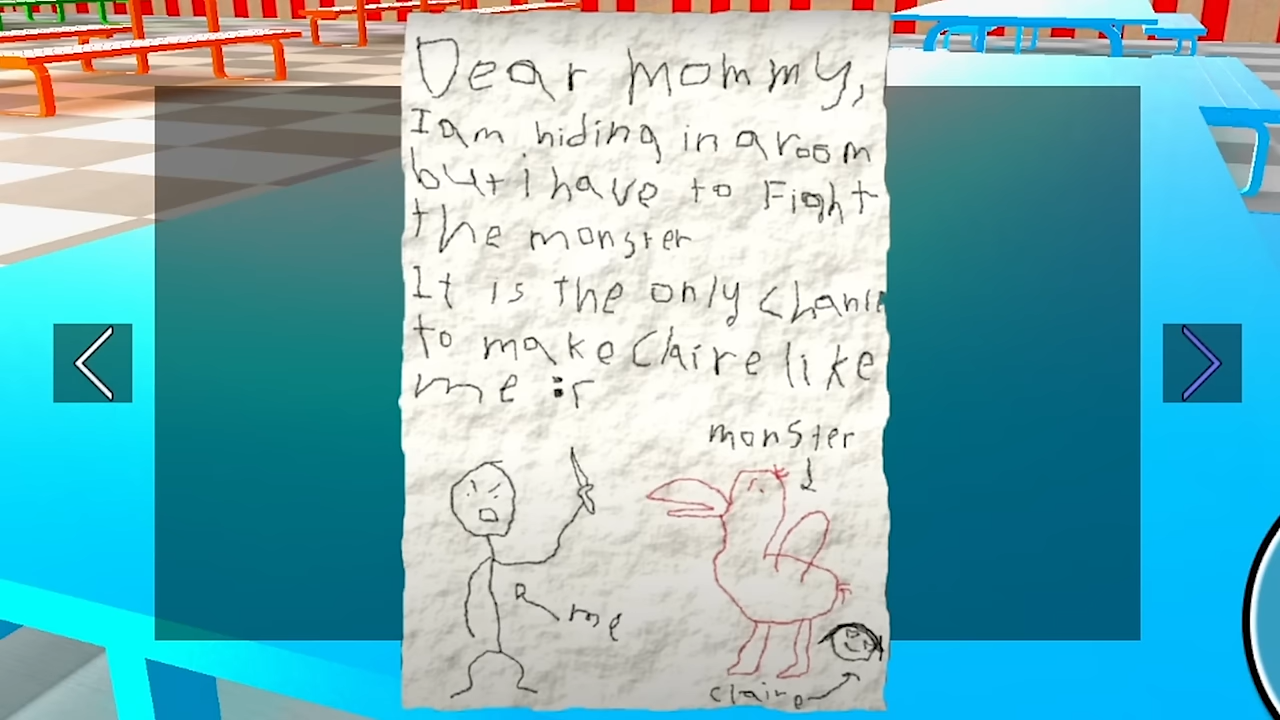 Dear Mommy,
I am hiding in a room
but i have to Fight
the monster
It is the only
to make Claire like
me :r
monster
me
Claire